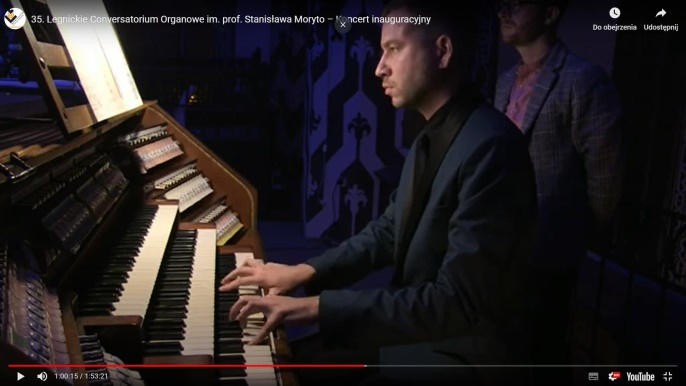 35. Legnickie Conversatorium Organowe im. prof. Stanisława Moryto – Koncert inauguracyjny
Do obejrzenia
Udostępnij
1:00:15 / 1:53:21
YouTube